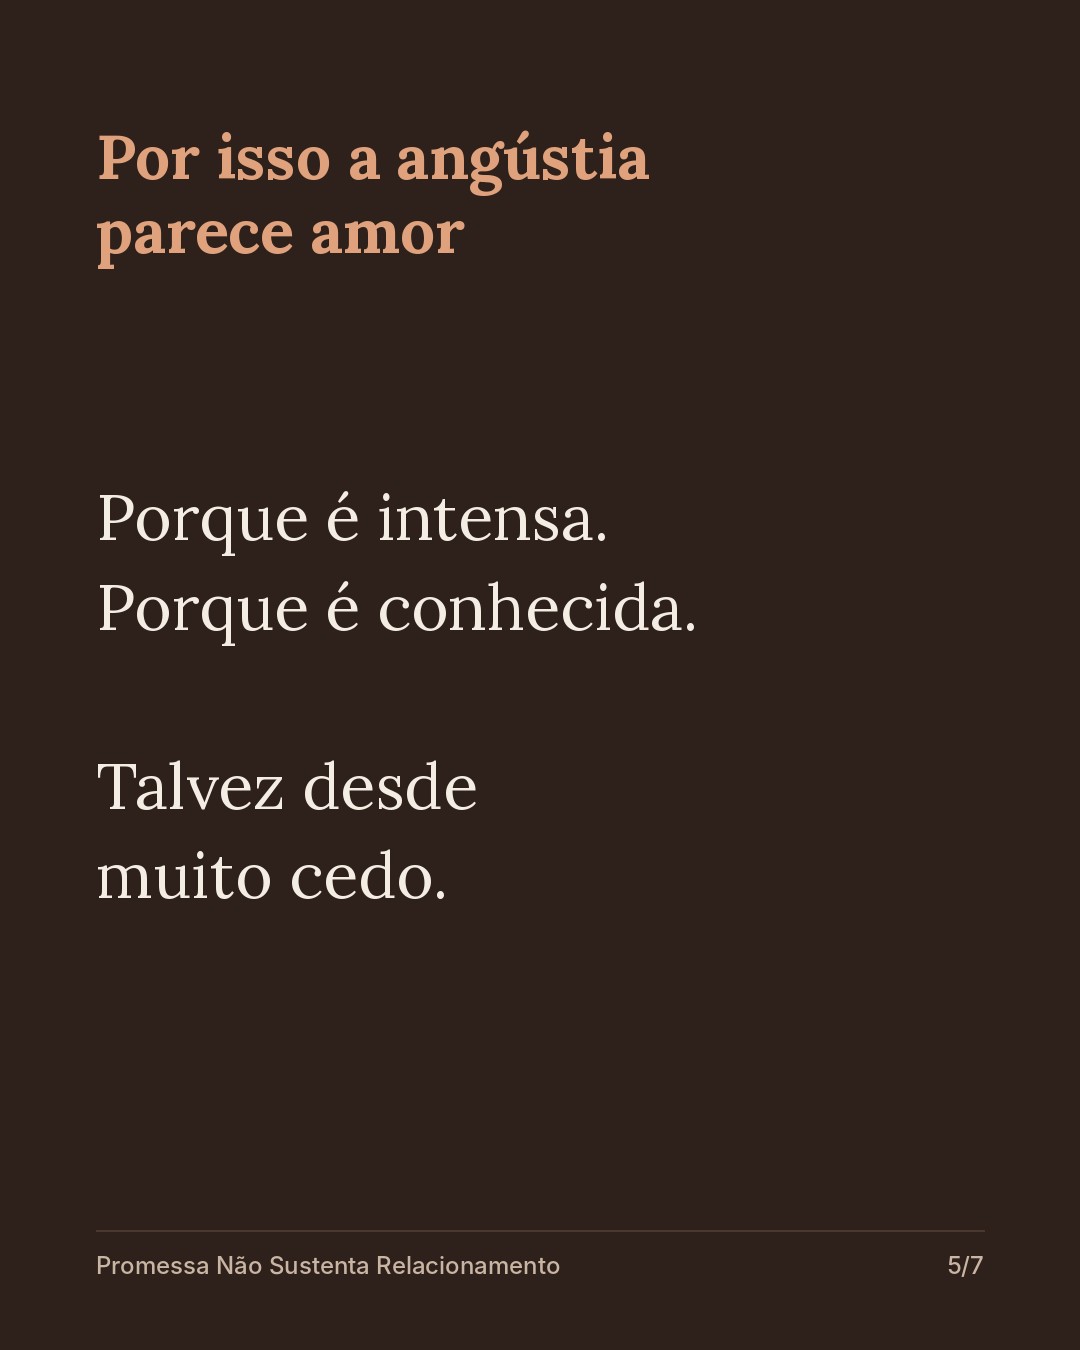 Por isso a angústia
parece amor
Porque é intensa.
Porque é conhecida.
Talvez desde
muito cedo.
Promessa Não Sustenta Relacionamento
5/7